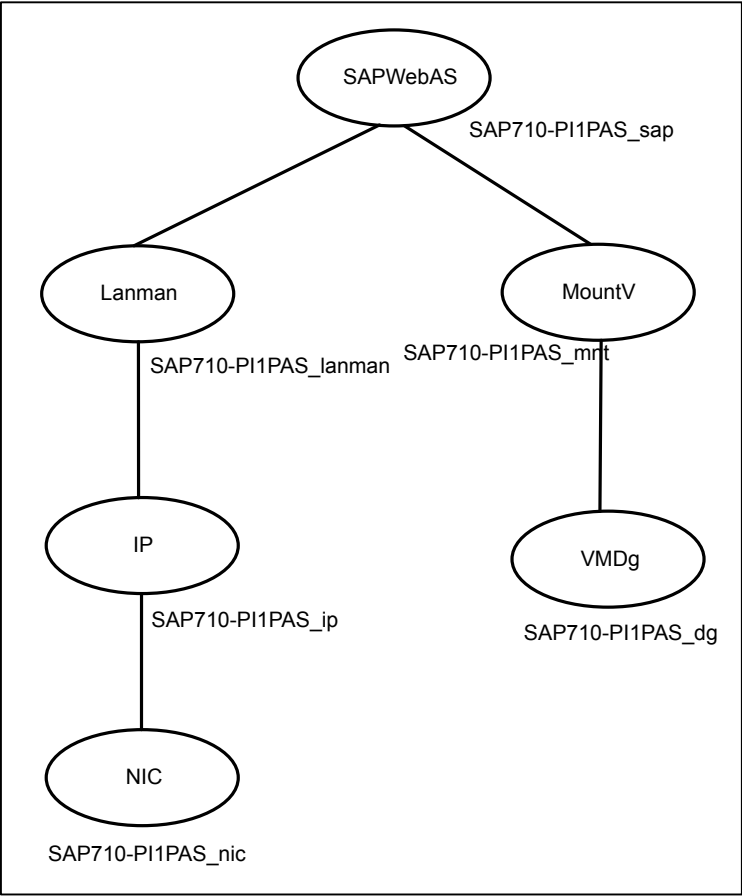 SAPWebAS
SAP710-PI1PAS_sap
Lanman
MountV
SAP710-PI1PAS_lanman
SAP710-PI1PAS_mnt
IP
VMDg
SAP710-PI1PAS_ip
SAP710-PI1PAS_dg
NIC
SAP710-PI1PAS_nic